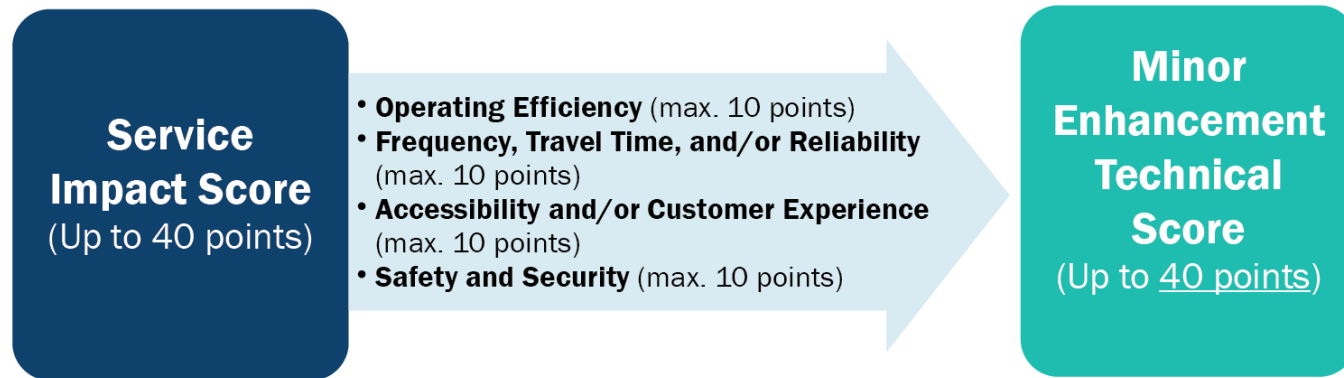 Service
Impact Score
(Up to 40 points)
• Operating Efficiency (max. 10 points)
• Frequency, Travel Time, and/or Reliability
(max. 10 points)
• Accessibility and/or Customer Experience
(max. 10 points)
• Safety and Security (max. 10 points)
Minor
Enhancement
Technical
Score
(Up to 40 points)